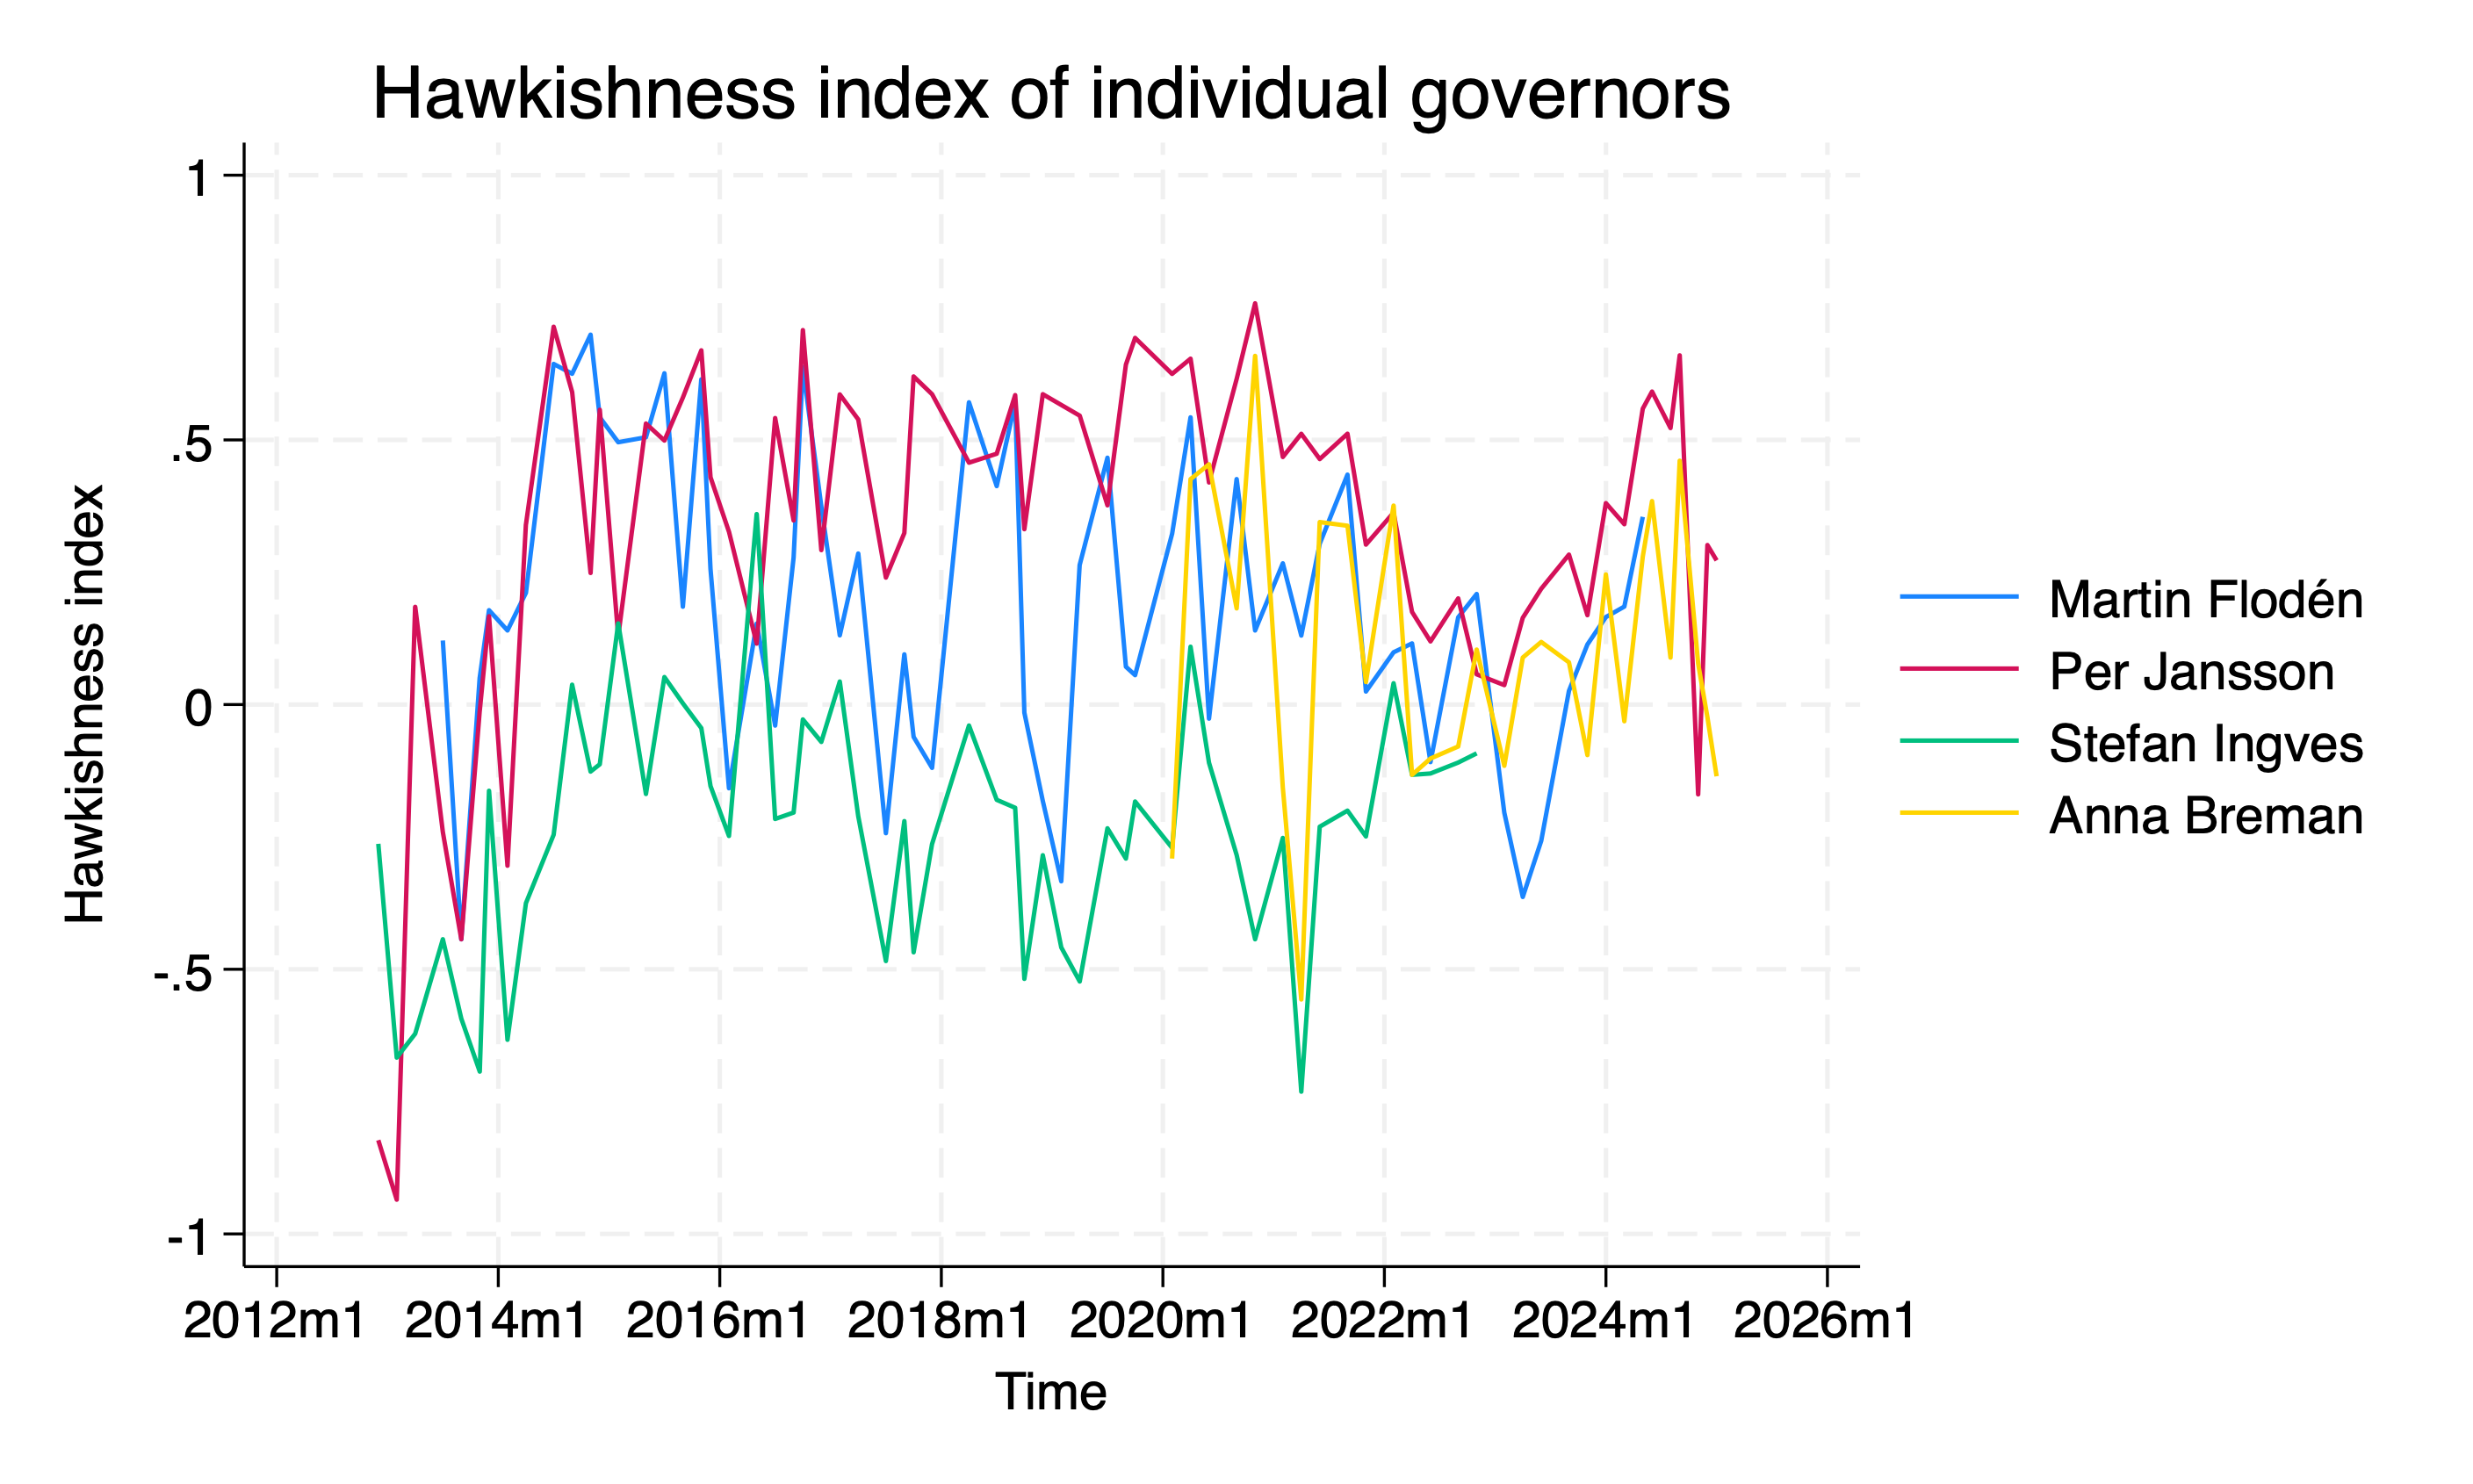 Hawkishness index of individual governors
1
.5
0
-.5
-1
Hawkishness index
2012m1 2014m1 2016m1 2018m1 2020m1 2022m1 2024m1 2026m1
Time
Martin Flodén
Per Jansson
Stefan Ingves
Anna Breman